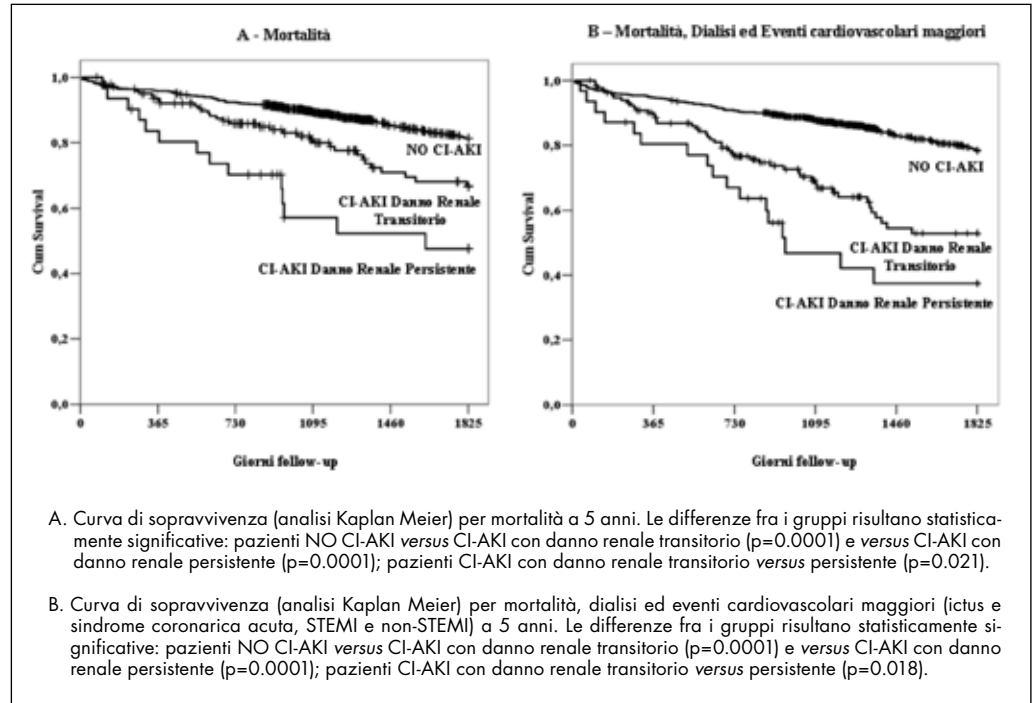 A - Mortalità
Cum Survival
1,0
0,8
0,6
0,4
0,2
0,0
0 365 730 1095 1460 1825
Giorni follow-up
NO CI-AKI
CI-AKI Danno Renale
Transitorio
CI-AKI Danno Renale Persistente
B – Mortalità, Dialisi ed Eventi cardiovascolari maggiori
Cum Survival
1,0
0,8
0,6
0,4
0,2
0,0
0 365 730 1095 1460 1825
Giorni follow-up
NO CI-AKI
CI-AKI Danno Renale
Transitorio
CI-AKI Danno Renale Persistente
A. Curva di sopravvivenza (analisi Kaplan Meier) per mortalità a 5 anni. Le differenze fra i gruppi risultano statistica-
mente significative: pazienti NO CI-AKI versus CI-AKI con danno renale transitorio (p=0.0001) e versus CI-AKI con
danno renale persistente (p=0.0001); pazienti CI-AKI con danno renale transitorio versus persistente (p=0.021).
B. Curva di sopravvivenza (analisi Kaplan Meier) per mortalità, dialisi ed eventi cardiovascolari maggiori (ictus e
sindrome coronarica acuta, STEMI e non-STEMI) a 5 anni. Le differenze fra i gruppi risultano statisticamente si-
gnificative: pazienti NO CI-AKI versus CI-AKI con danno renale transitorio (p=0.0001) e versus CI-AKI con danno
renale persistente (p=0.0001); pazienti CI-AKI con danno renale transitorio versus persistente (p=0.018).